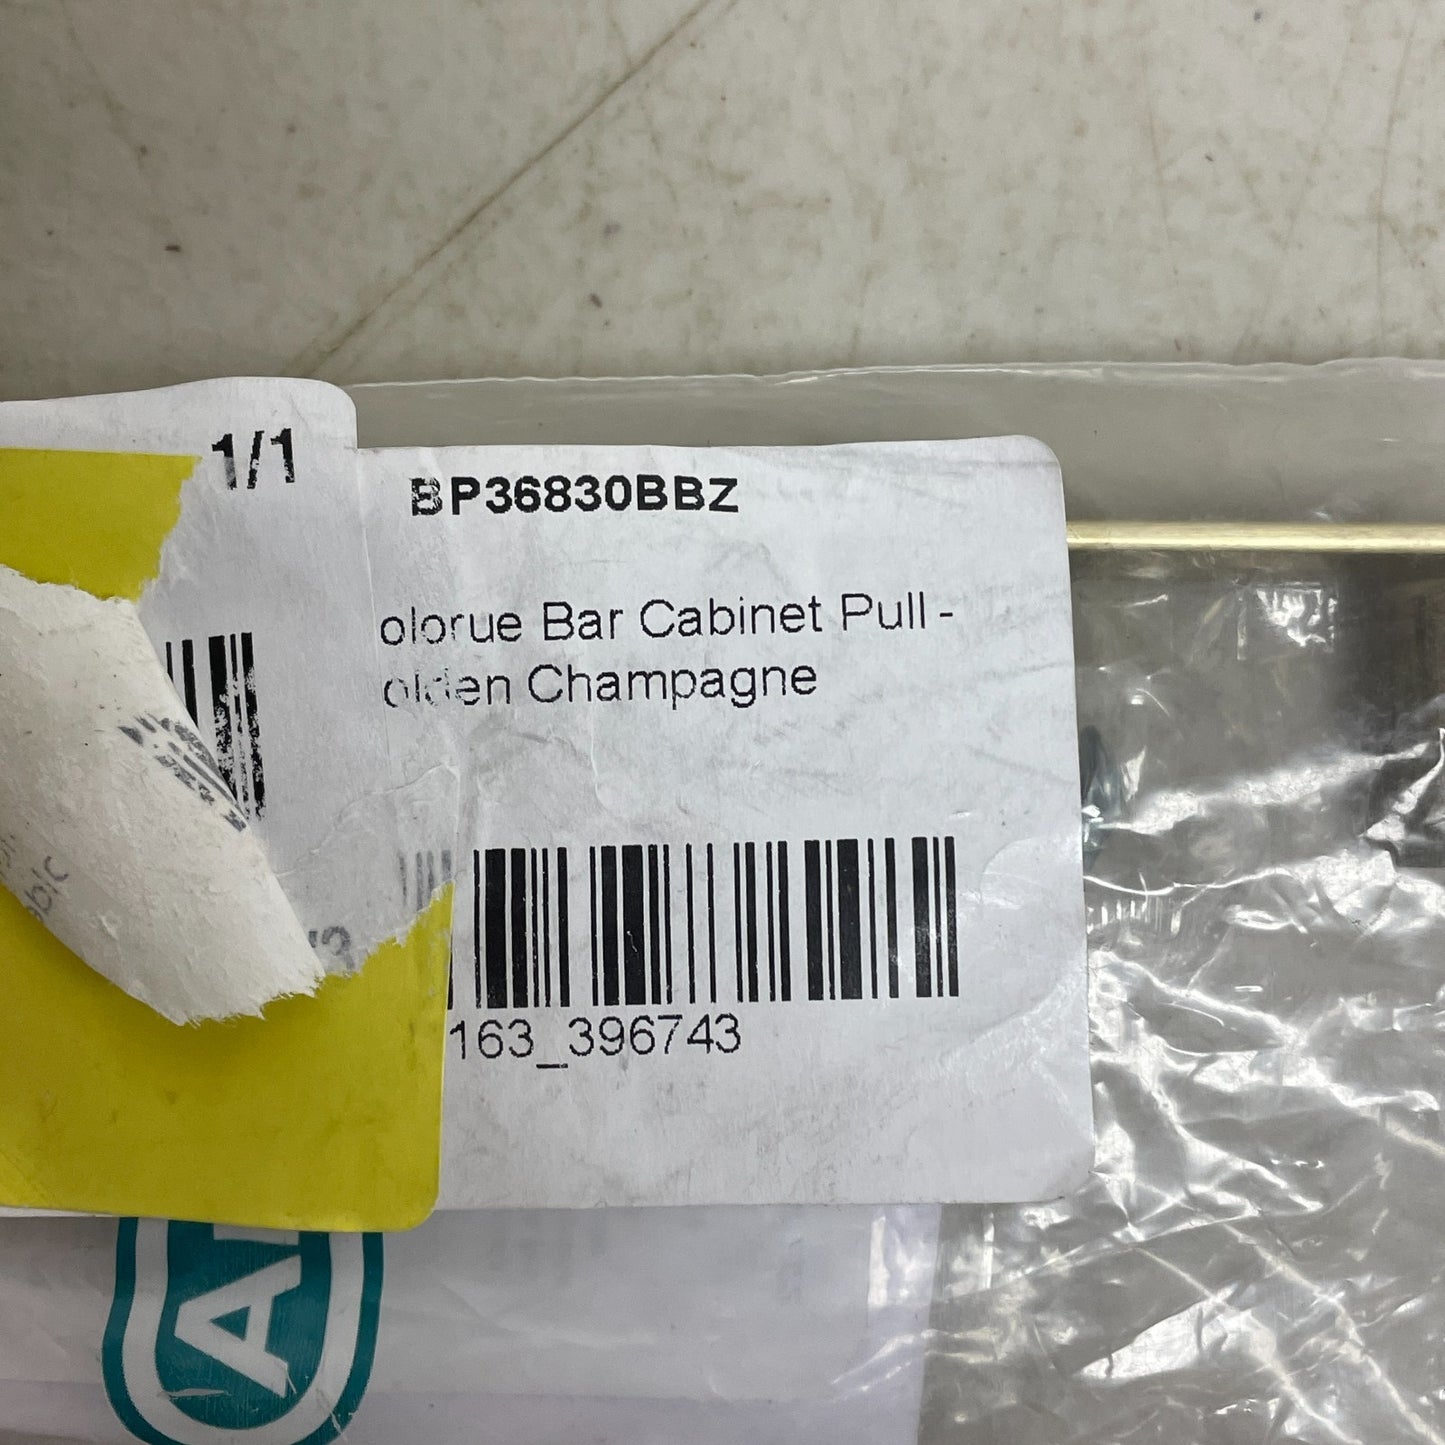 1/1
BP36830BBZ
olorue Bar Cabinet Pull -
olden Champagne
163_396743